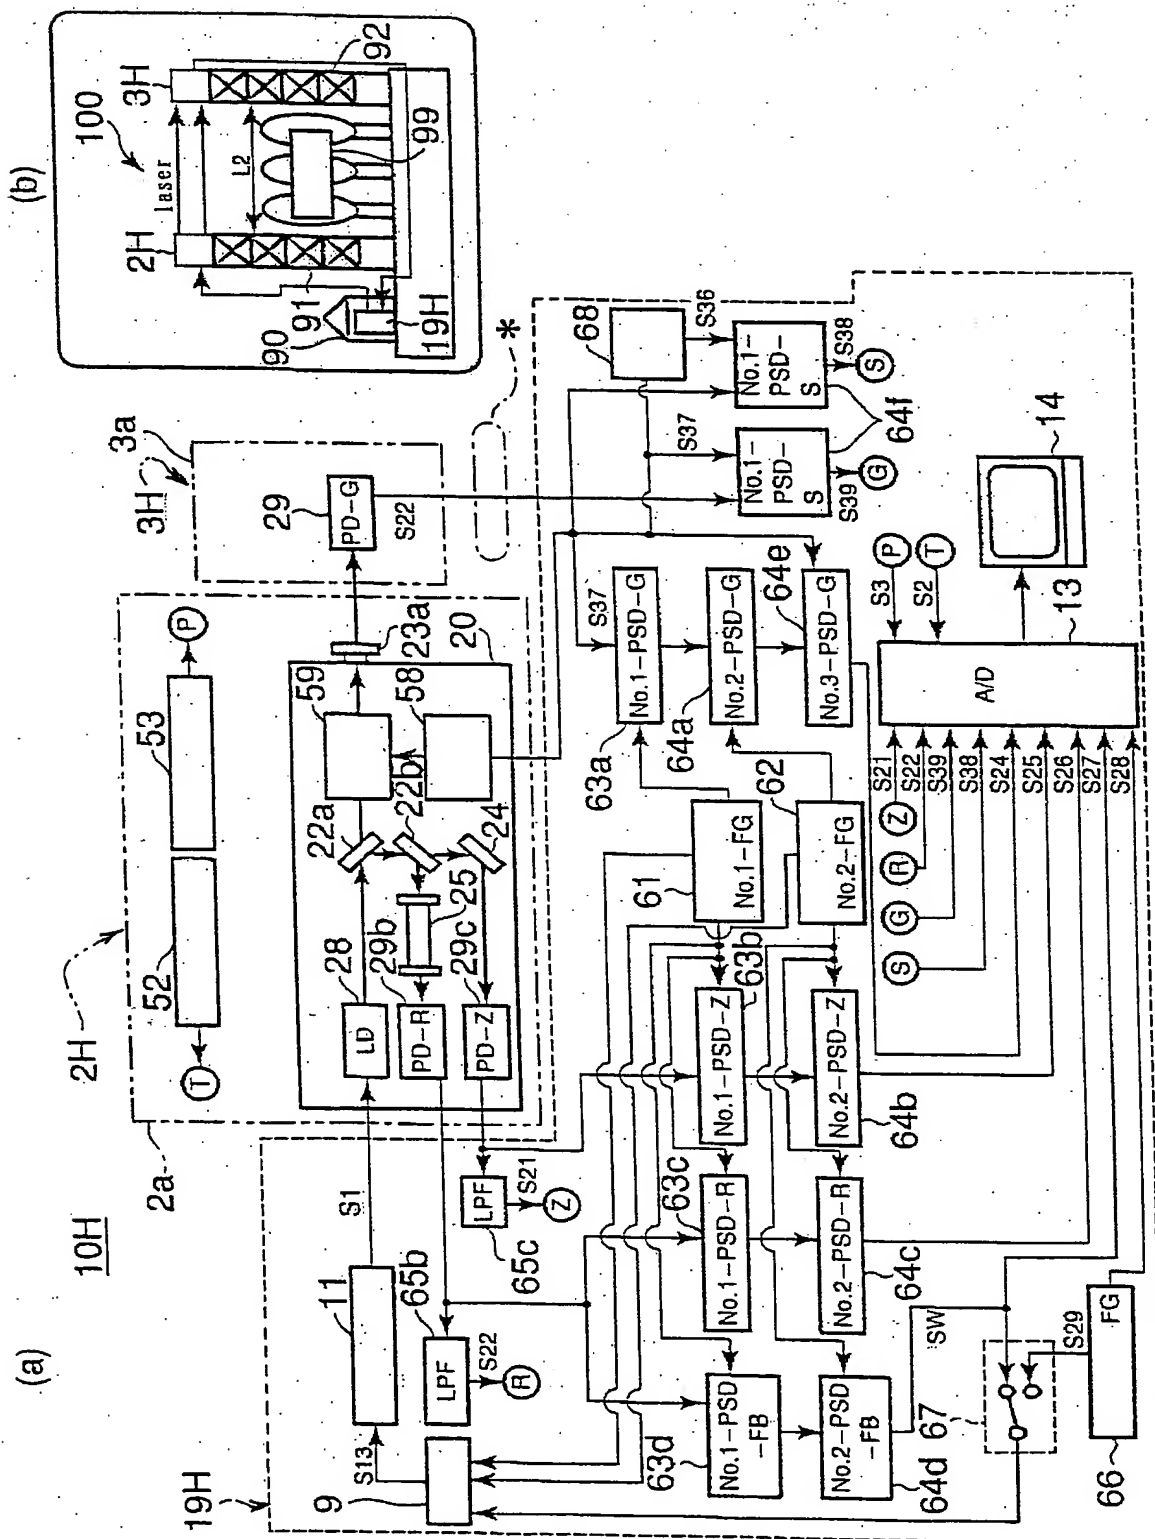 (a)
10H
(b)
100
laser
2H
3H
L2
90
91
92
99
19H
2H
2a
52
53
T
P
3H
3a
29
PD-G
S22
*
S1
28
LD
22a
59
23a
20
58
22b
24
25
29b
PD-R
29c
PD-Z
19H
9
S13
11
65b
LPF
S22
R
65c
LPF
S21
Z
68
S36
No.1-PSD-S
S38
S
S37
No.1-PSD-S
S39
G
64f
S37
No.1-PSD-G
63a
No.2-PSD-G
64a
No.3-PSD-G
64e
61
No.1-FG
62
No.2-FG
63b
No.1-PSD-Z
No.2-PSD-Z
64b
63c
No.1-PSD-R
No.2-PSD-R
64c
63d
No.1-PSD-FB
No.2-PSD-FB
64d
SW
67
S29
FG
66
S
G
R
Z
S21
S22
S39
S38
S24
S25
S26
S27
S28
A/D
13
S3
P
S2
T
14